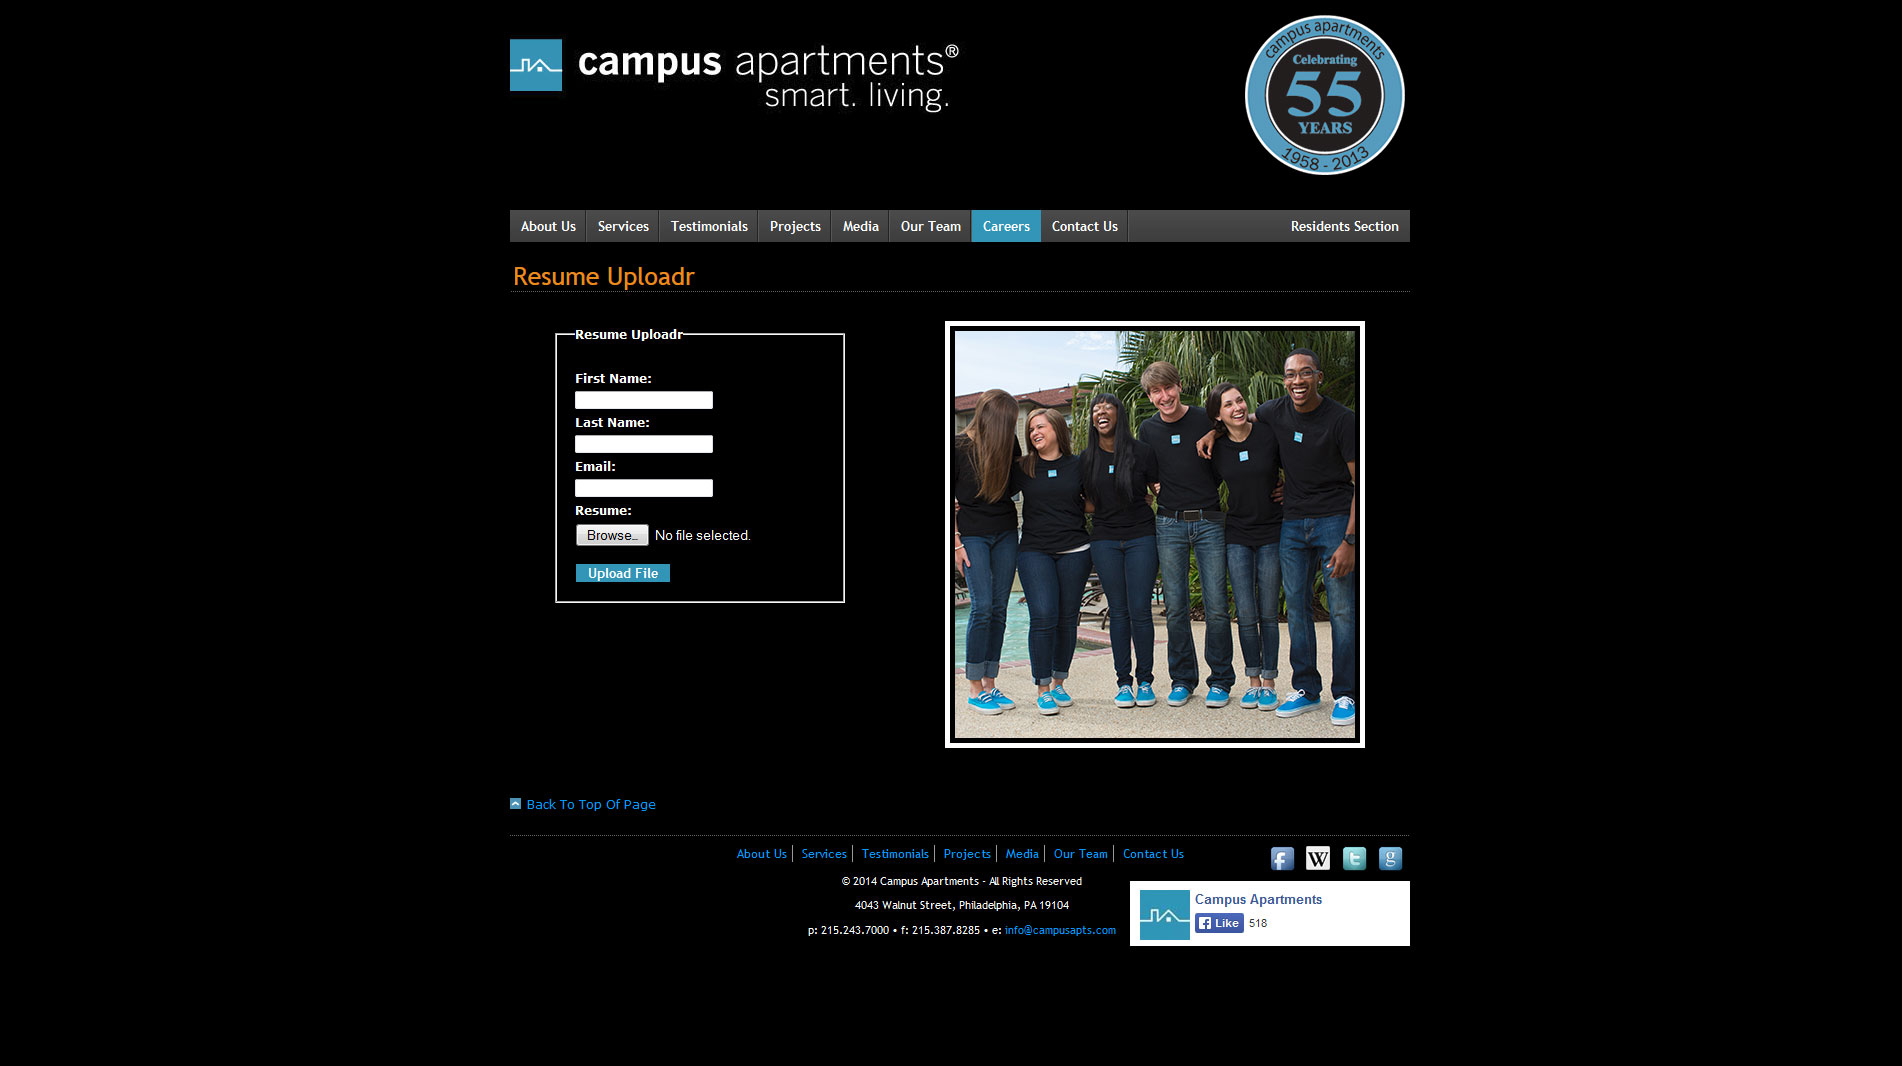 campus apartments®
smart. living.
campus apartments
Celebrating
55
YEARS
1958 - 2013
About Us
Services
Testimonials
Projects
Media
Our Team
Careers
Contact Us
Residents Section
Resume Uploadr
Resume Uploadr
First Name:
Last Name:
Email:
Resume:
Browse... No file selected.
Upload File
Back To Top Of Page
About Us
Services
Testimonials
Projects
Media
Our Team
Contact Us
f
W
t
g
© 2014 Campus Apartments - All Rights Reserved
4043 Walnut Street, Philadelphia, PA 19104
p: 215.243.7000 • f: 215.387.8285 • e: info@campusapts.com
Campus Apartments
f Like 518